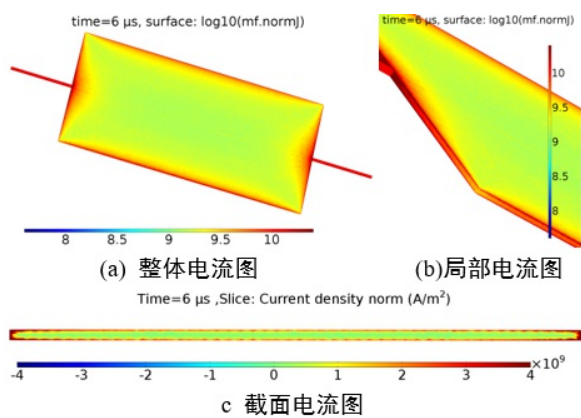 time=6 μs, surface: log10(mf.normJ)
8 8.5 9 9.5 10
(a) 整体电流图
time=6 μs, surface: log10(mf.normJ)
10
9.5
9
8.5
8
(b)局部电流图
Time=6 μs ,Slice: Current density norm (A/m²)
×10⁹
-4 -3 -2 -1 0 1 2 3 4
c 截面电流图